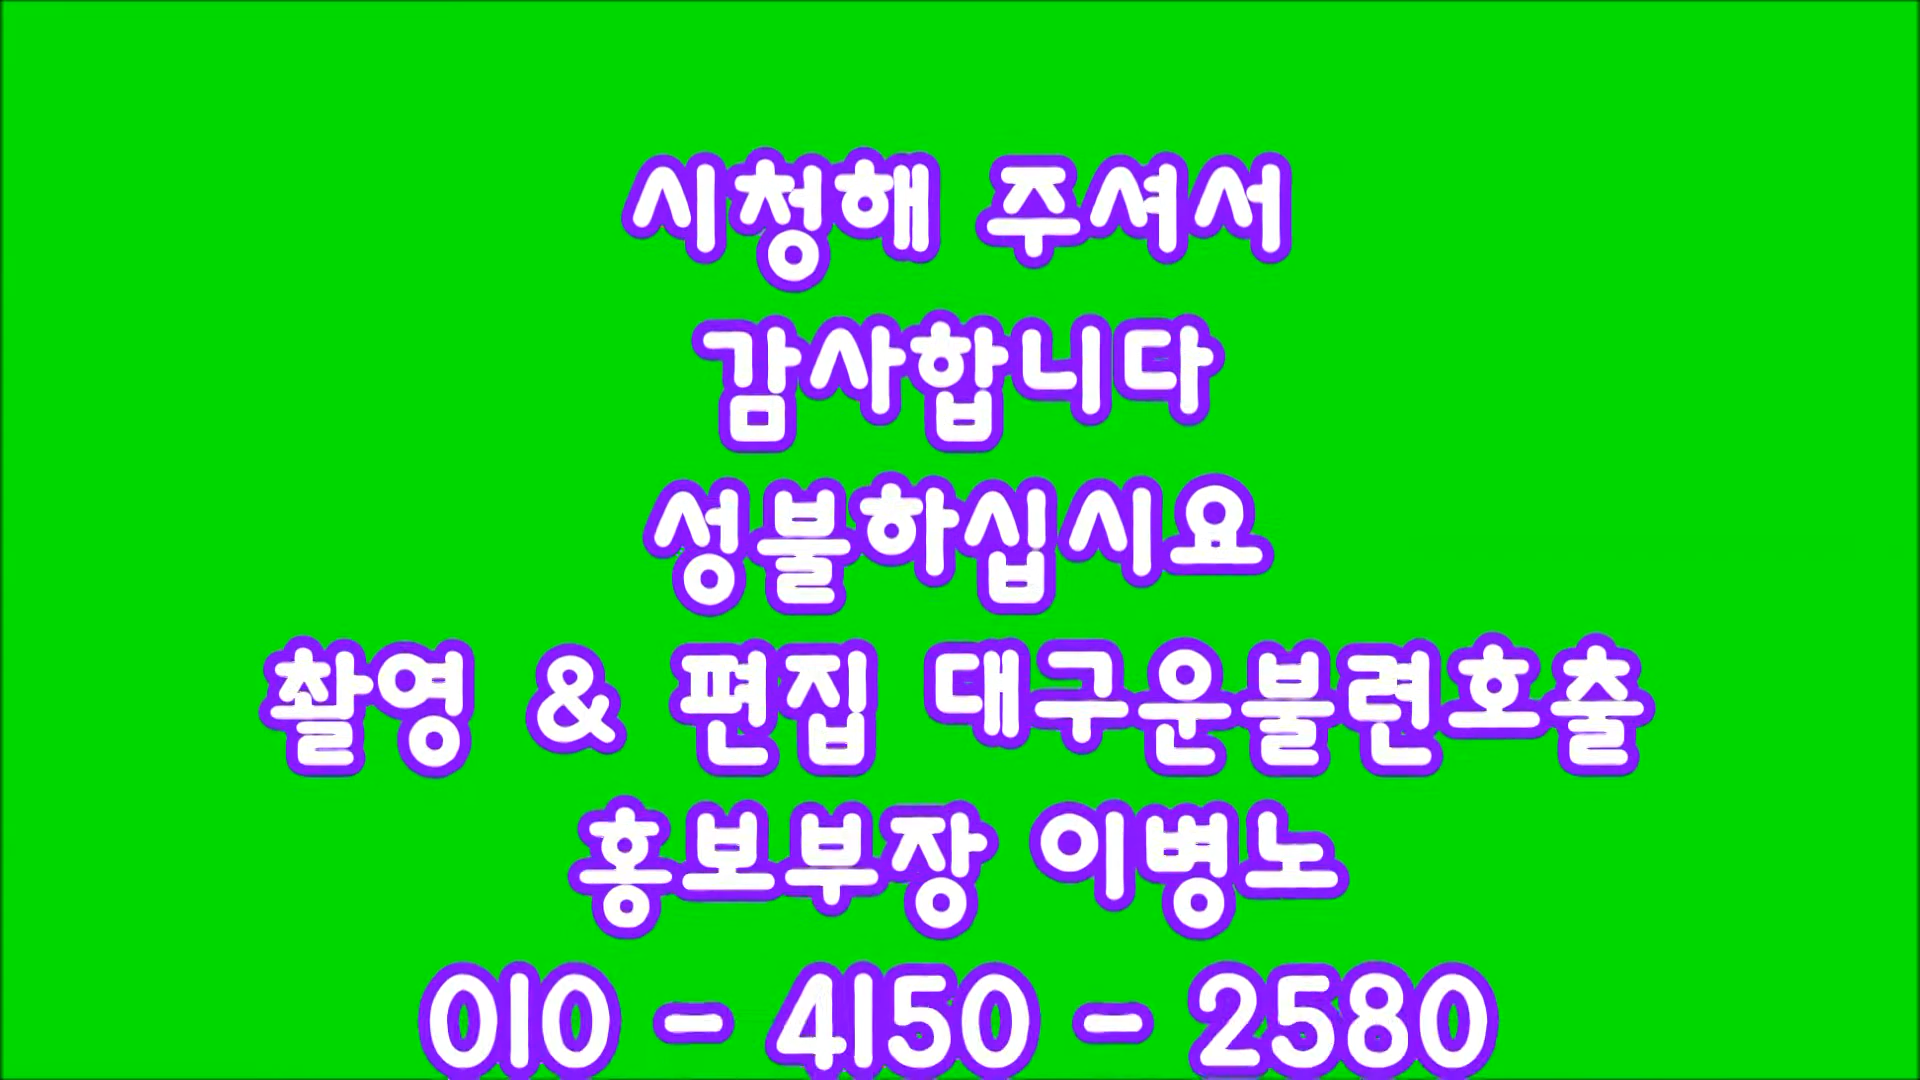 시청해 주셔서
감사합니다
성불하십시요
촬영 & 편집 대구운불련호출
홍보부장 이병노
010 - 4150 - 2580